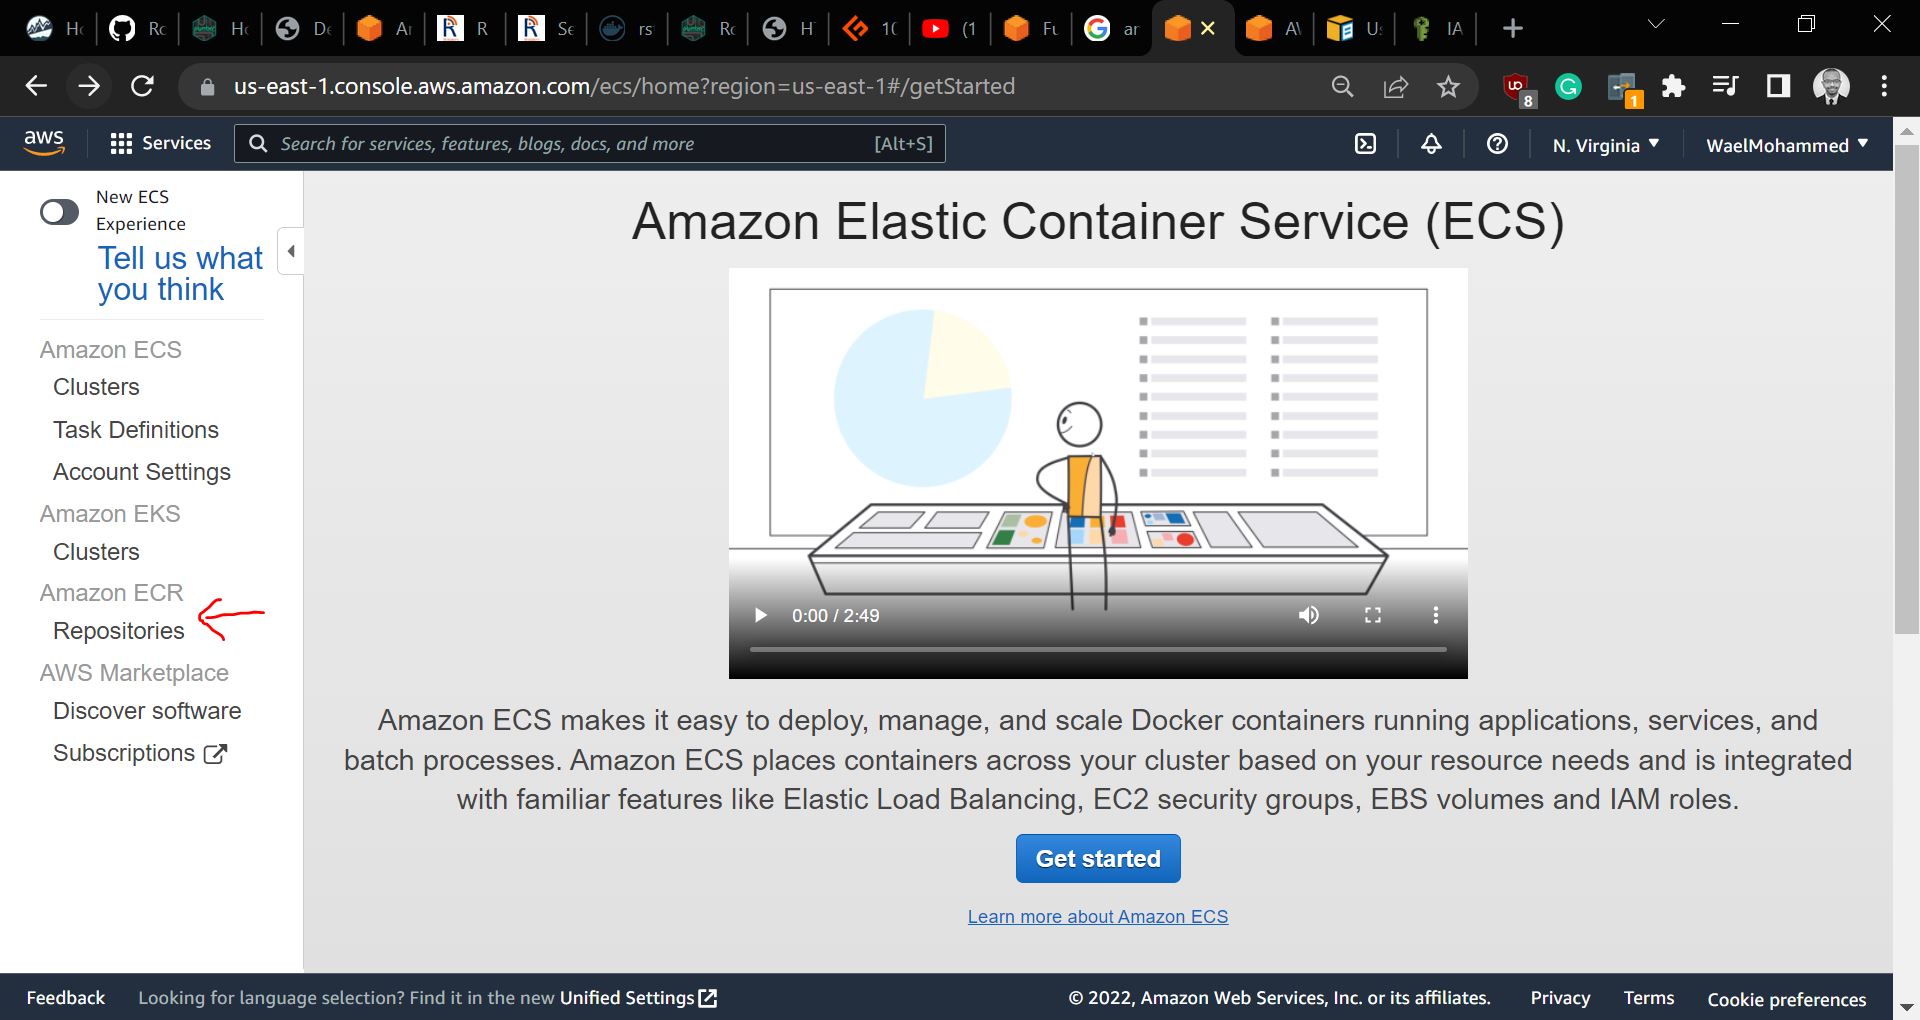 Hc
Rc
Hc
De
Ar
R
Se
rs
Rc
H
1(
(1
Fu
ar
A\
U:
IA
us-east-1.console.aws.amazon.com/ecs/home?region=us-east-1#/getStarted
8
1
aws
Services
Search for services, features, blogs, docs, and more
[Alt+S]
N. Virginia
WaelMohammed
New ECS
Experience
Tell us what
you think
Amazon ECS
Clusters
Task Definitions
Account Settings
Amazon EKS
Clusters
Amazon ECR
Repositories
AWS Marketplace
Discover software
Subscriptions
Amazon Elastic Container Service (ECS)
0:00 / 2:49
Amazon ECS makes it easy to deploy, manage, and scale Docker containers running applications, services, and
batch processes. Amazon ECS places containers across your cluster based on your resource needs and is integrated
with familiar features like Elastic Load Balancing, EC2 security groups, EBS volumes and IAM roles.
Get started
Learn more about Amazon ECS
Feedback
Looking for language selection? Find it in the new Unified Settings
© 2022, Amazon Web Services, Inc. or its affiliates.
Privacy
Terms
Cookie preferences